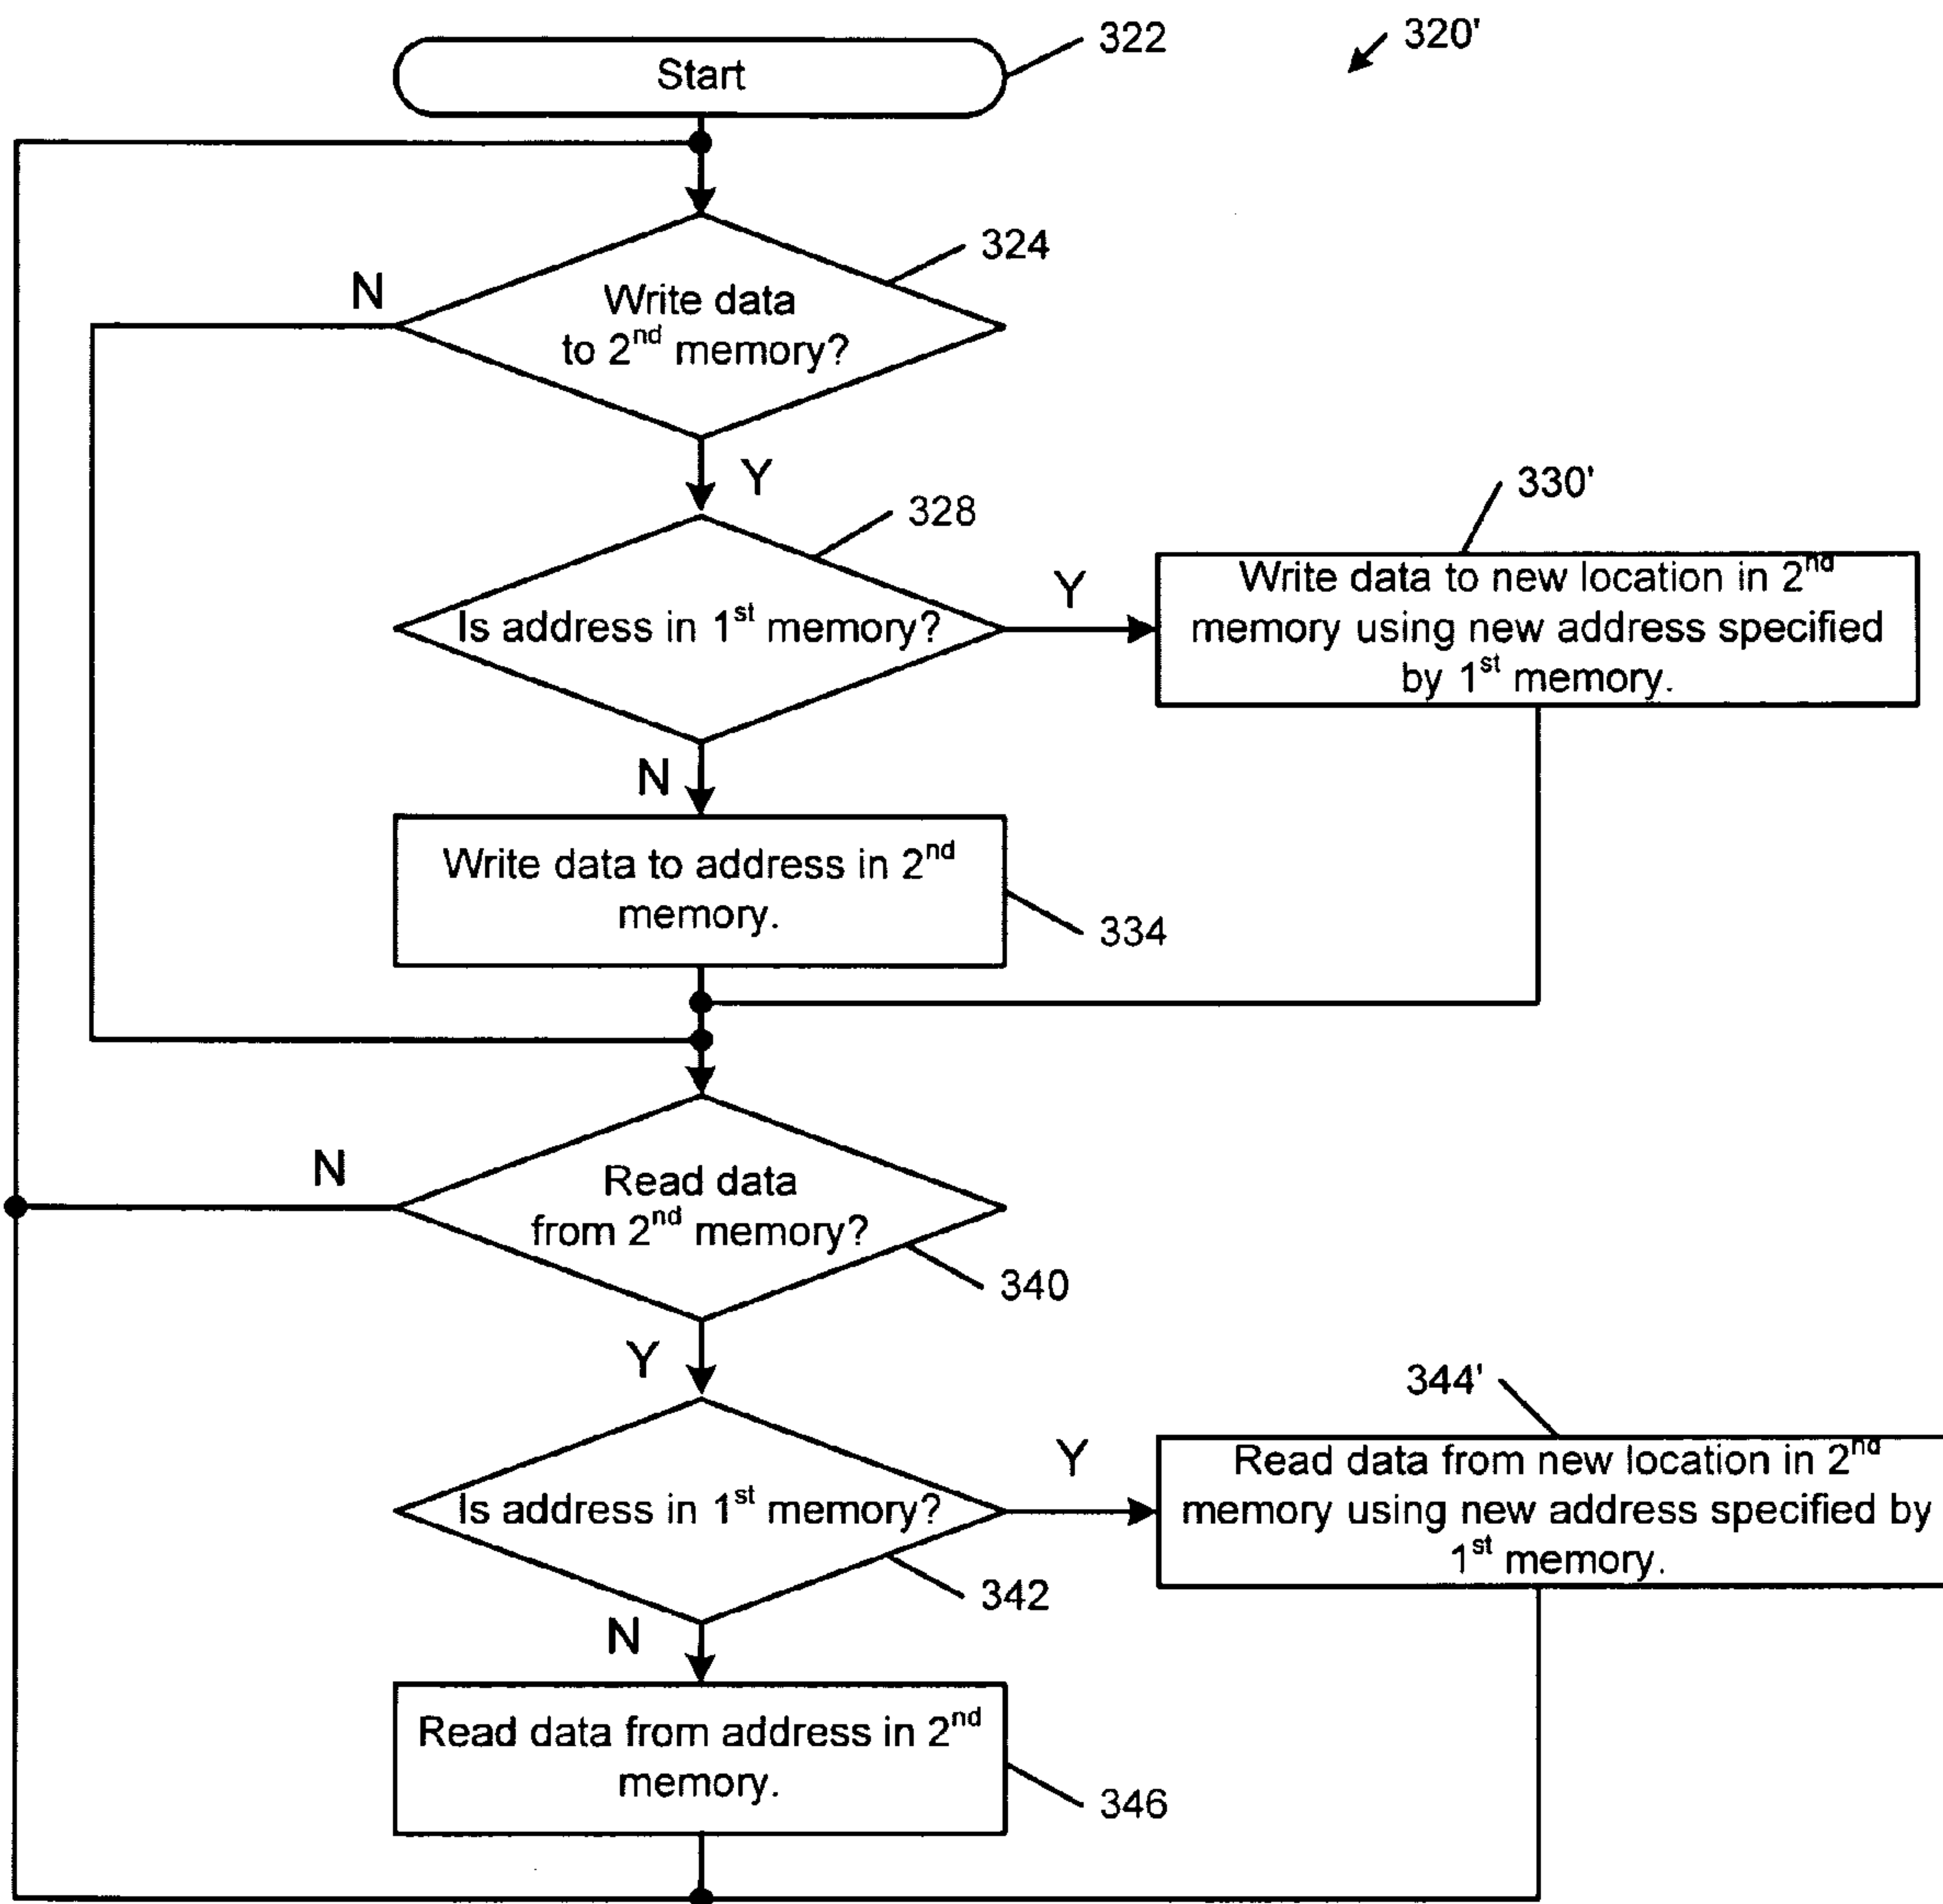 322
320'
Start
324
N
Write data
to 2nd memory?
Y
328
330'
Is address in 1st memory?
Y
Write data to new location in 2nd
memory using new address specified
by 1st memory.
N
Write data to address in 2nd
memory.
334
N
Read data
from 2nd memory?
340
Y
344'
Is address in 1st memory?
Y
Read data from new location in 2nd
memory using new address specified by
1st memory.
342
N
Read data from address in 2nd
memory.
346